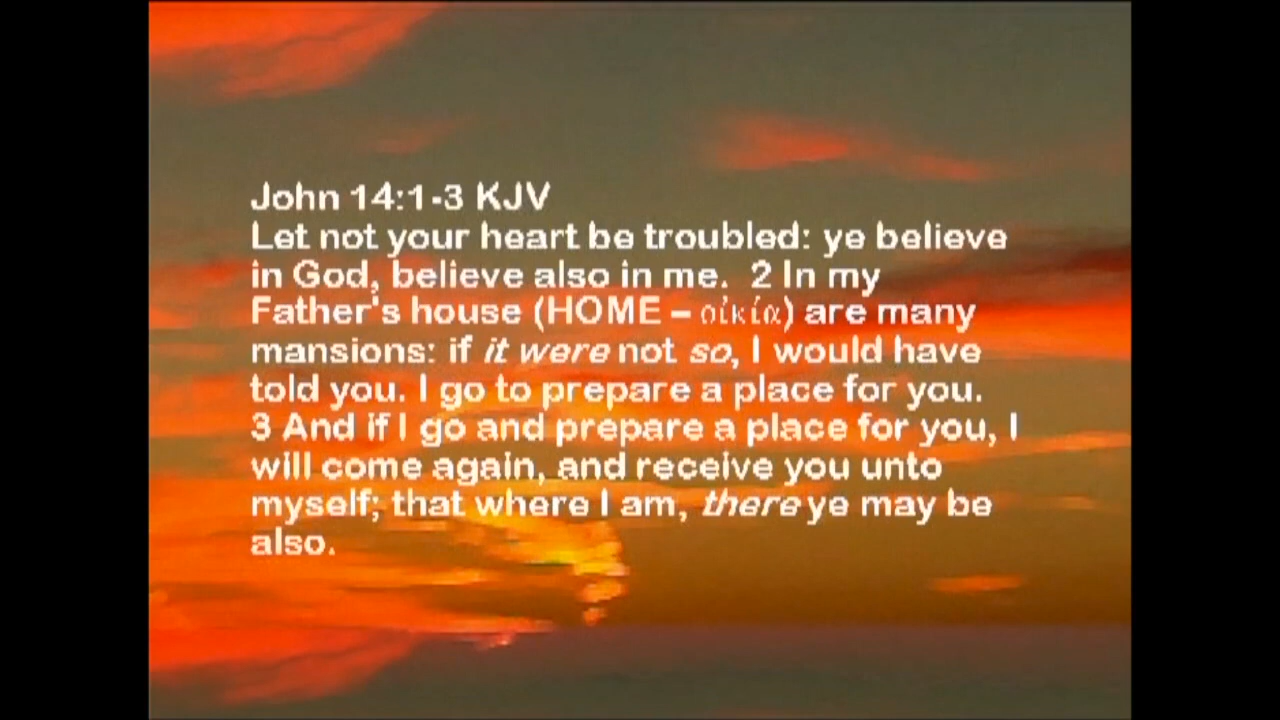 John 14:1-3 KJV
Let not your heart be troubled: ye believe
in God, believe also in me.  2 In my
Father's house (HOME – οἰκία) are many
mansions: if it were not so, I would have
told you. I go to prepare a place for you.
3 And if I go and prepare a place for you, I
will come again, and receive you unto
myself; that where I am, there ye may be
also.